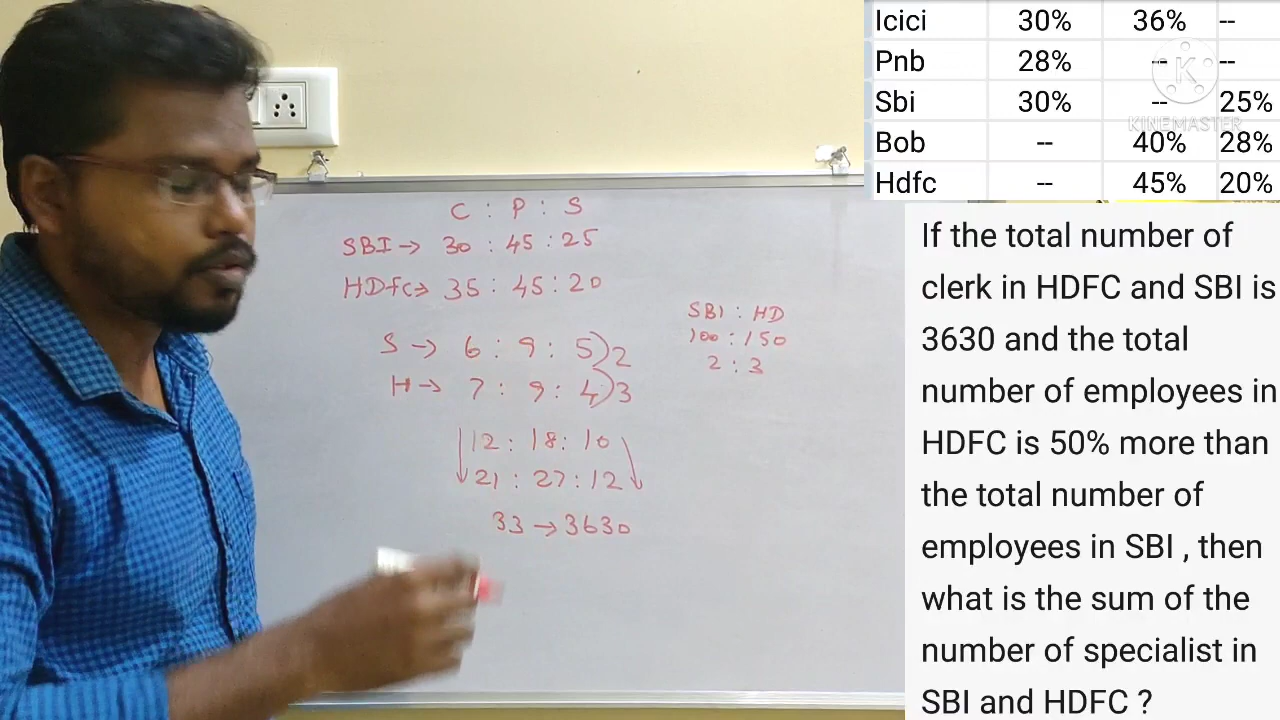 Icici 30% 36% --
Pnb 28% -- --
Sbi 30% -- 25%
Bob -- 40% 28%
Hdfc -- 45% 20%
KINEMASTER
If the total number of
clerk in HDFC and SBI is
3630 and the total
number of employees in
HDFC is 50% more than
the total number of
employees in SBI , then
what is the sum of the
number of specialist in
SBI and HDFC ?
C : P : S
SBI → 30 : 45 : 25
HDfc → 35 : 45 : 20
S → 6 : 9 : 5)2
H → 7 : 9 : 4)3
12 : 18 : 10
21 : 27 : 12
33 → 3630
SBI : HD
100 : 150
2 : 3